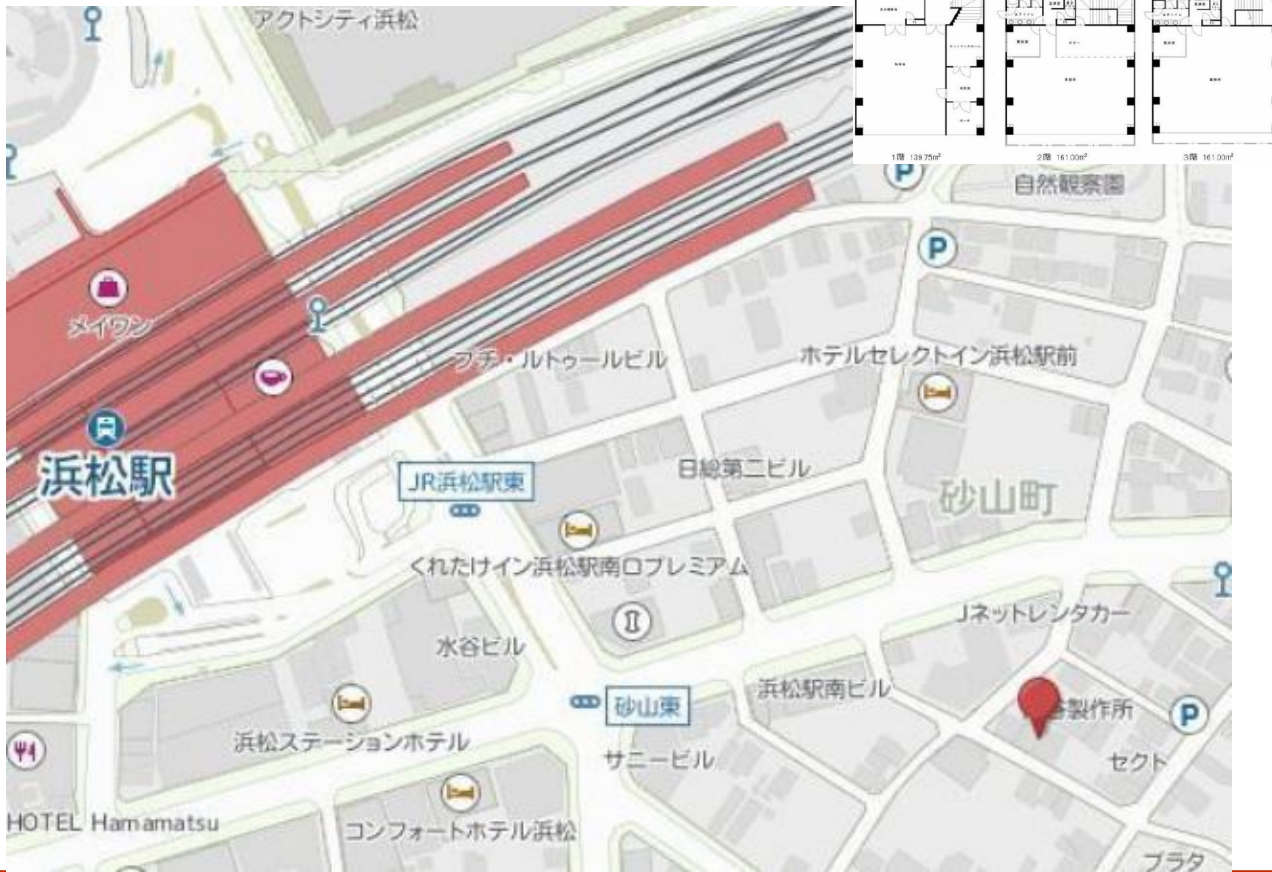 アクトシティ浜松
1階 139.75m²
2階 161.00m²
3階 161.00m²
P
自然観察園
P
メイワン
プチ・ルトゥールビル
ホテルセレクトイン浜松駅前
浜松駅
JR浜松駅東
日総第二ビル
砂山町
くれたけイン浜松駅南口プレミアム
Jネットレンタカー
水谷ビル
浜松駅南ビル
砂山東
製作所
P
浜松ステーションホテル
サニービル
セクト
HOTEL Hamamatsu
コンフォートホテル浜松
プラタ